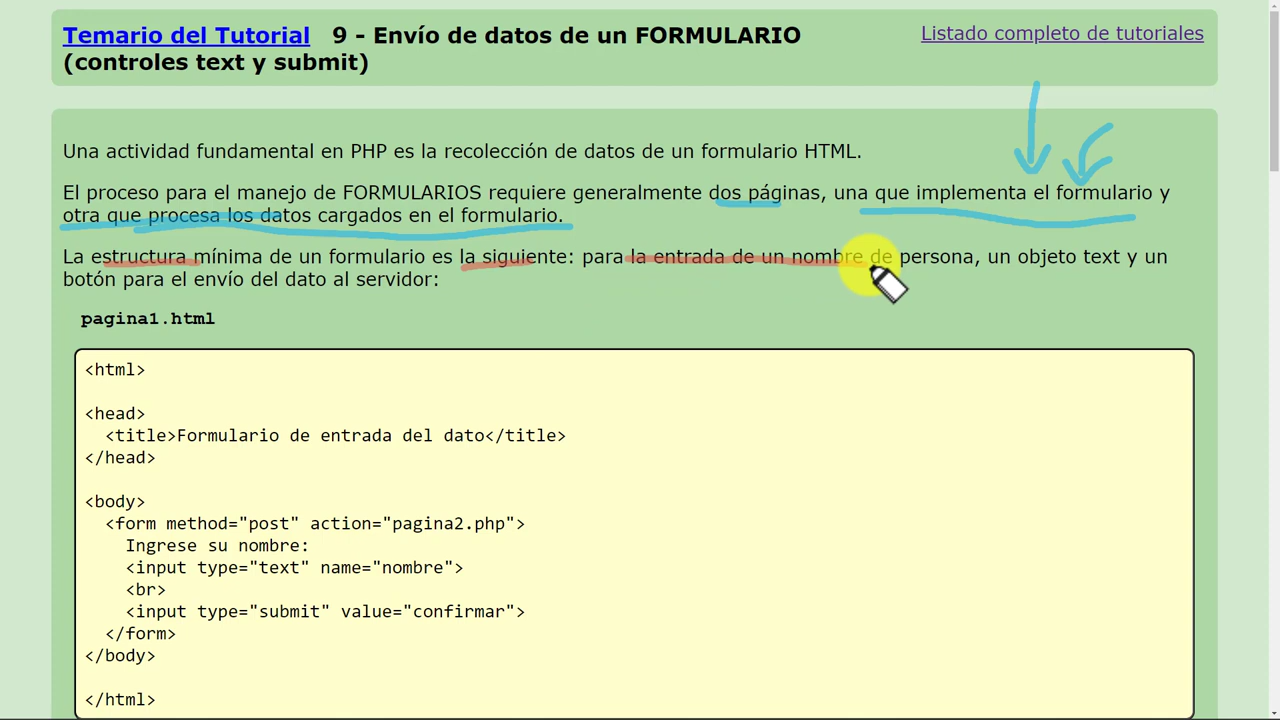 Temario del Tutorial 9 - Envío de datos de un FORMULARIO Listado completo de tutoriales
(controles text y submit)
Una actividad fundamental en PHP es la recolección de datos de un formulario HTML.
El proceso para el manejo de FORMULARIOS requiere generalmente dos páginas, una que implementa el formulario y
otra que procesa los datos cargados en el formulario.
La estructura mínima de un formulario es la siguiente: para la entrada de un nombre de persona, un objeto text y un
botón para el envío del dato al servidor:
pagina1.html
<html>
<head>
<title>Formulario de entrada del dato</title>
</head>
<body>
<form method="post" action="pagina2.php">
Ingrese su nombre:
<input type="text" name="nombre">
<br>
<input type="submit" value="confirmar">
</form>
</body>
</html>